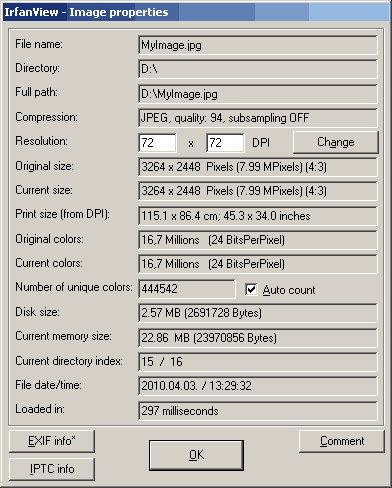 IrfanView - Image properties
File name: MyImage.jpg
Directory: D:\
Full path: D:\MyImage.jpg
Compression: JPEG, quality: 94, subsampling OFF
Resolution: 72 x 72 DPI Change
Original size: 3264 x 2448 Pixels (7.99 MPixels) (4:3)
Current size: 3264 x 2448 Pixels (7.99 MPixels) (4:3)
Print size (from DPI): 115.1 x 86.4 cm; 45.3 x 34.0 inches
Original colors: 16,7 Millions (24 BitsPerPixel)
Current colors: 16,7 Millions (24 BitsPerPixel)
Number of unique colors: 444542 Auto count
Disk size: 2.57 MB (2691728 Bytes)
Current memory size: 22.86 MB (23970856 Bytes)
Current directory index: 15 / 16
File date/time: 2010.04.03. / 13:29:32
Loaded in: 297 milliseconds
EXIF info* OK Comment
IPTC info